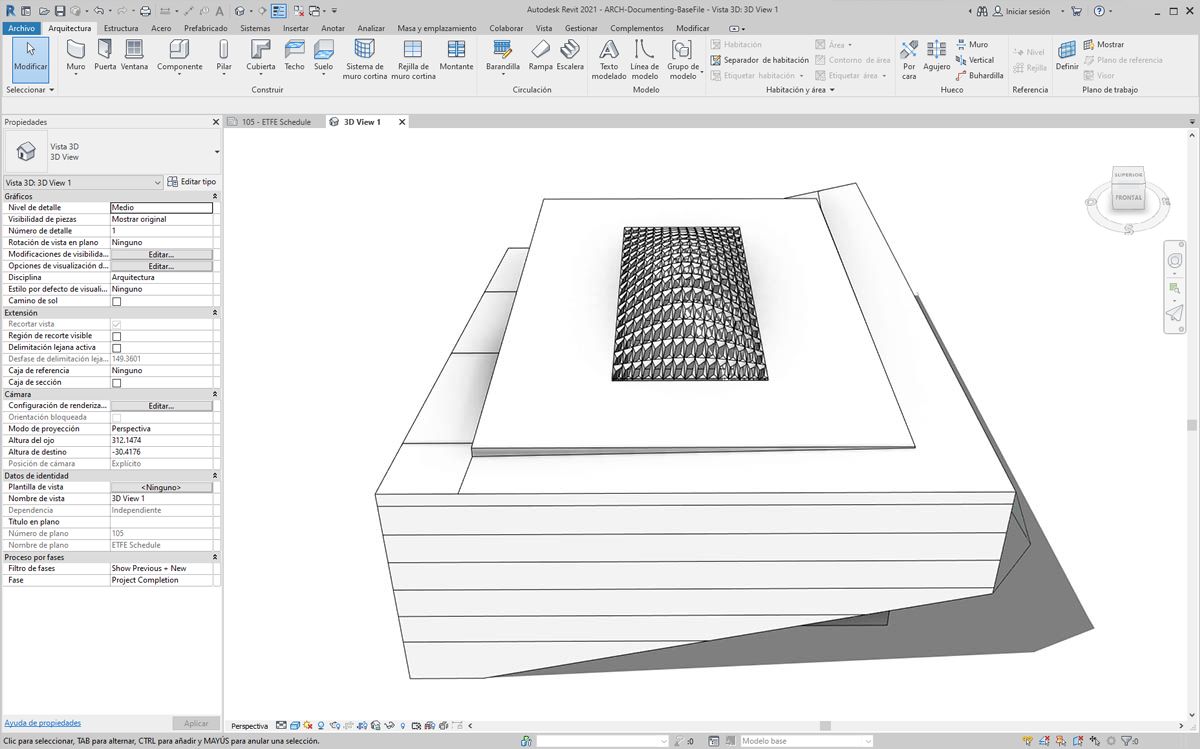 Autodesk Revit 2021 - ARCH-Documenting-BaseFile - Vista 3D: 3D View 1
Iniciar sesión
Archivo Arquitectura Estructura Acero Prefabricado Sistemas Insertar Anotar Analizar Masa y emplazamiento Colaborar Vista Gestionar Complementos Modificar
Modificar
Muro
Puerta
Ventana
Componente
Pilar
Cubierta
Techo
Suelo
Sistema de muro cortina
Rejilla de muro cortina
Montante
Barandilla
Rampa
Escalera
Texto modelado
Línea de modelo
Grupo de modelo
Habitación
Separador de habitación
Etiquetar habitación
Área
Contorno de área
Etiquetar área
Por cara
Agujero
Muro
Vertical
Buhardilla
Nivel
Rejilla
Definir
Mostrar
Plano de referencia
Visor
Seleccionar
Construir
Circulación
Modelo
Habitación y área
Hueco
Referencia
Plano de trabajo
Propiedades
105 - ETFE Schedule
3D View 1
Vista 3D
3D View
Vista 3D: 3D View 1
Editar tipo
Gráficos
Nivel de detalle Medio
Visibilidad de piezas Mostrar original
Número de detalle 1
Rotación de vista en plano Ninguno
Modificaciones de visibilida... Editar...
Opciones de visualización d... Editar...
Disciplina Arquitectura
Estilo por defecto de visuali... Ninguno
Camino de sol
Extensión
Recortar vista
Región de recorte visible
Delimitación lejana activa
Desfase de delimitación leja... 149.3601
Caja de referencia Ninguno
Caja de sección
Cámara
Configuración de renderiza... Editar...
Orientación bloqueada
Modo de proyección Perspectiva
Altura del ojo 312.1474
Altura de destino -30.4176
Posición de cámara Explícito
Datos de identidad
Plantilla de vista <Ninguno>
Nombre de vista 3D View 1
Dependencia Independiente
Título en plano
Número de plano 105
Nombre de plano ETFE Schedule
Proceso por fases
Filtro de fases Show Previous + New
Fase Project Completion
SUPERIOR
FRONTAL
S
Ayuda de propiedades
Aplicar
Perspectiva
Clic para seleccionar, TAB para alternar, CTRL para añadir y MAYÚS para anular una selección.
:0
Modelo base
:0